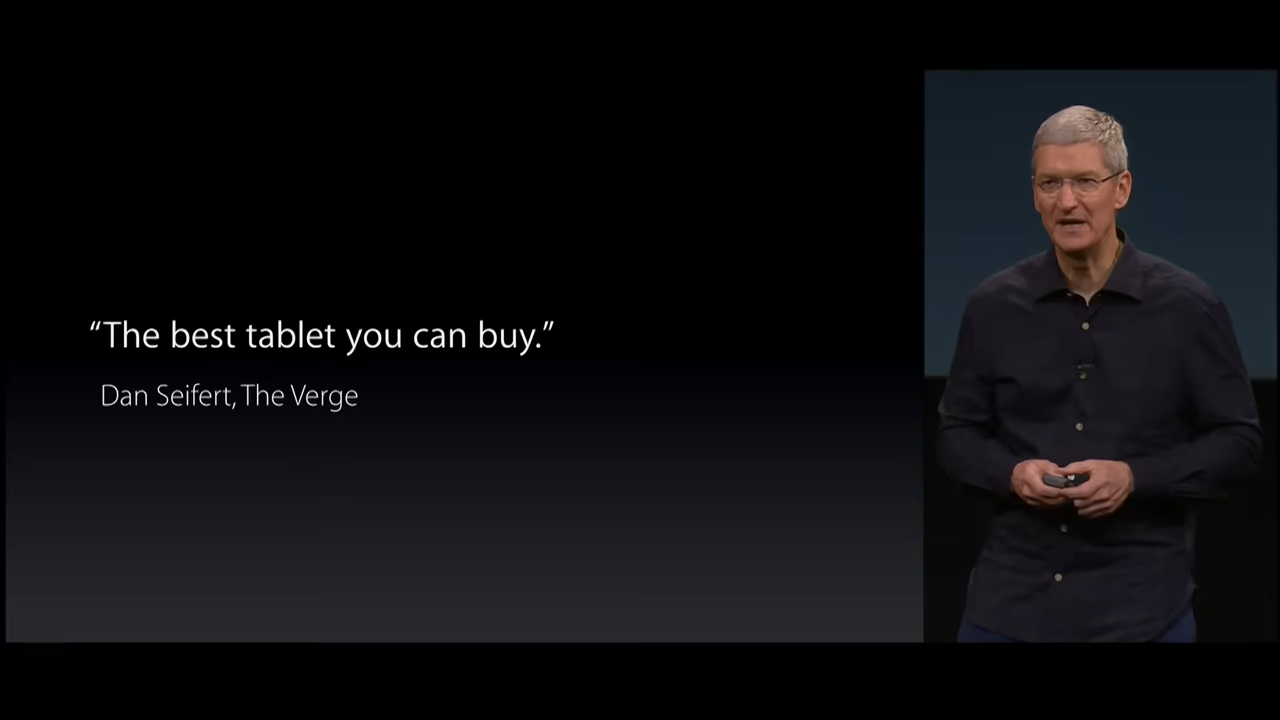 “The best tablet you can buy.”
Dan Seifert, The Verge